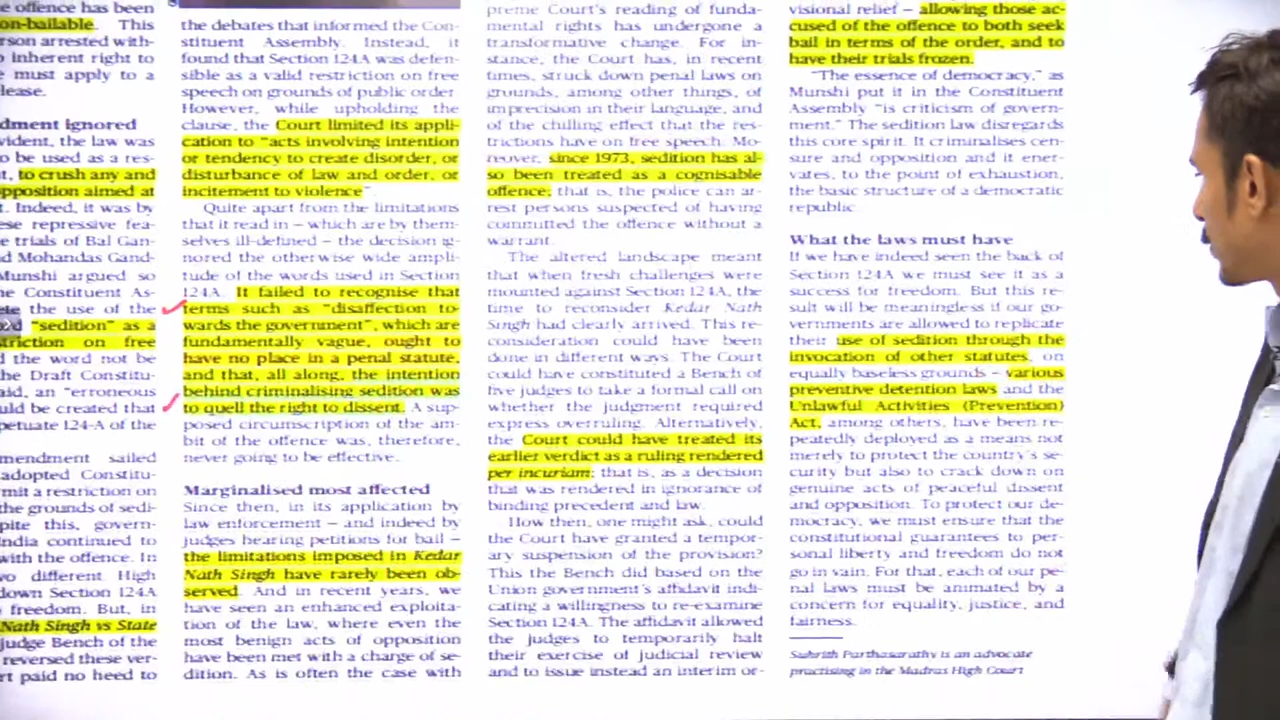 e offence has been
on-bailable. This
rson arrested with-
o inherent right to
e must apply to a
lease.
dment ignored
vident, the law was
o be used as a res-
t, to crush any and
opposition aimed at
t. Indeed, it was by
ese repressive fea-
e trials of Bal Gan-
d Mohandas Gand-
Munshi argued so
he Constituent As-
the use of the
"sedition" as a
striction on free
d the word not be
the Draft Constitu-
aid, an "erroneous
uld be created that
petuate 124-A of the
mendment sailed
adopted Constitu-
mit a restriction on
the grounds of sedi-
pite this, govern-
India continued to
with the offence. In
wo different High
down Section 124A
freedom. But, in
Nath Singh vs State
judge Bench of the
reversed these ver-
rt paid no heed to
the debates that informed the Con-
stituent Assembly. Instead, it
found that Section 124A was defen-
sible as a valid restriction on free
speech on grounds of public order.
However, while upholding the
clause, the Court limited its appli-
cation to "acts involving intention
or tendency to create disorder, or
disturbance of law and order, or
incitement to violence"
Quite apart from the limitations
that it read in – which are by them-
selves ill-defined – the decision ig-
nored the otherwise wide ampli-
tude of the words used in Section
124A. It failed to recognise that
terms such as "disaffection to-
wards the government", which are
fundamentally vague, ought to
have no place in a penal statute,
and that, all along, the intention
behind criminalising sedition was
to quell the right to dissent. A sup-
posed circumscription of the am-
bit of the offence was, therefore,
never going to be effective.
Marginalised most affected
Since then, in its application by
law enforcement – and indeed by
judges hearing petitions for bail –
the limitations imposed in Kedar
Nath Singh have rarely been ob-
served. And in recent years, we
have seen an enhanced exploita-
tion of the law, where even the
most benign acts of opposition
have been met with a charge of se-
dition. As is often the case with
preme Court's reading of funda-
mental rights has undergone a
transformative change. For in-
stance, the Court has, in recent
times, struck down penal laws on
grounds, among other things, of
imprecision in their language, and
of the chilling effect that the res-
trictions have on free speech. Mo-
reover, since 1973, sedition has al-
so been treated as a cognisable
offence; that is, the police can ar-
rest persons suspected of having
committed the offence without a
warrant.
The altered landscape meant
that when fresh challenges were
mounted against Section 124A, the
time to reconsider Kedar Nath
Singh had clearly arrived. This re-
consideration could have been
done in different ways. The Court
could have constituted a Bench of
five judges to take a formal call on
whether the judgment required
express overruling. Alternatively,
the Court could have treated its
earlier verdict as a ruling rendered
per incuriam; that is, as a decision
that was rendered in ignorance of
binding precedent and law.
How then, one might ask, could
the Court have granted a tempor-
ary suspension of the provision?
This the Bench did based on the
Union government's affidavit indi-
cating a willingness to re-examine
Section 124A. The affidavit allowed
the judges to temporarily halt
their exercise of judicial review
and to issue instead an interim or-
visional relief – allowing those ac-
cused of the offence to both seek
bail in terms of the order, and to
have their trials frozen.
"The essence of democracy," as
Munshi put it in the Constituent
Assembly "is criticism of govern-
ment." The sedition law disregards
this core spirit. It criminalises cen-
sure and opposition and it ener-
vates, to the point of exhaustion,
the basic structure of a democratic
republic.
What the laws must have
If we have indeed seen the back of
Section 124A we must see it as a
success for freedom. But this re-
sult will be meaningless if our go-
vernments are allowed to replicate
their use of sedition through the
invocation of other statutes, on
equally baseless grounds – various
preventive detention laws and the
Unlawful Activities (Prevention)
Act, among others, have been re-
peatedly deployed as a means not
merely to protect the country's se-
curity but also to crack down on
genuine acts of peaceful dissent
and opposition. To protect our de-
mocracy, we must ensure that the
constitutional guarantees to per-
sonal liberty and freedom do not
go in vain. For that, each of our pe-
nal laws must be animated by a
concern for equality, justice, and
fairness.
Suhrith Parthasarathy is an advocate
practising in the Madras High Court